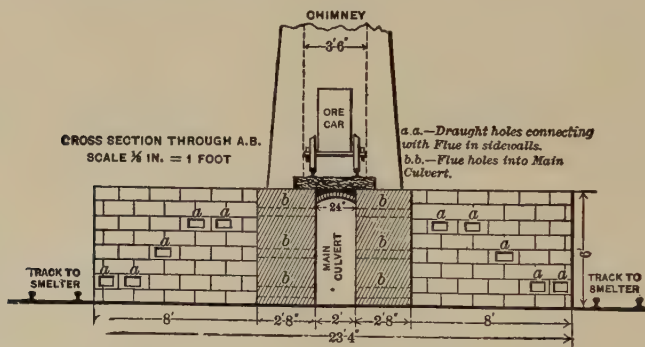 CHIMNEY
3'6"
ORE
CAR
CROSS SECTION THROUGH A.B.
SCALE ⅛ IN. = 1 FOOT
a.a.—Draught holes connecting
with Flue in sidewalls.
b.b.—Flue holes into Main
Culvert.
b b
24"
a a a a
b b
a a
MAIN
CULVERT
b b
a a a a
6'
TRACK TO
SMELTER
TRACK TO
SMELTER
8' 2'-8" 2' 2'-8" 8'
23'4"